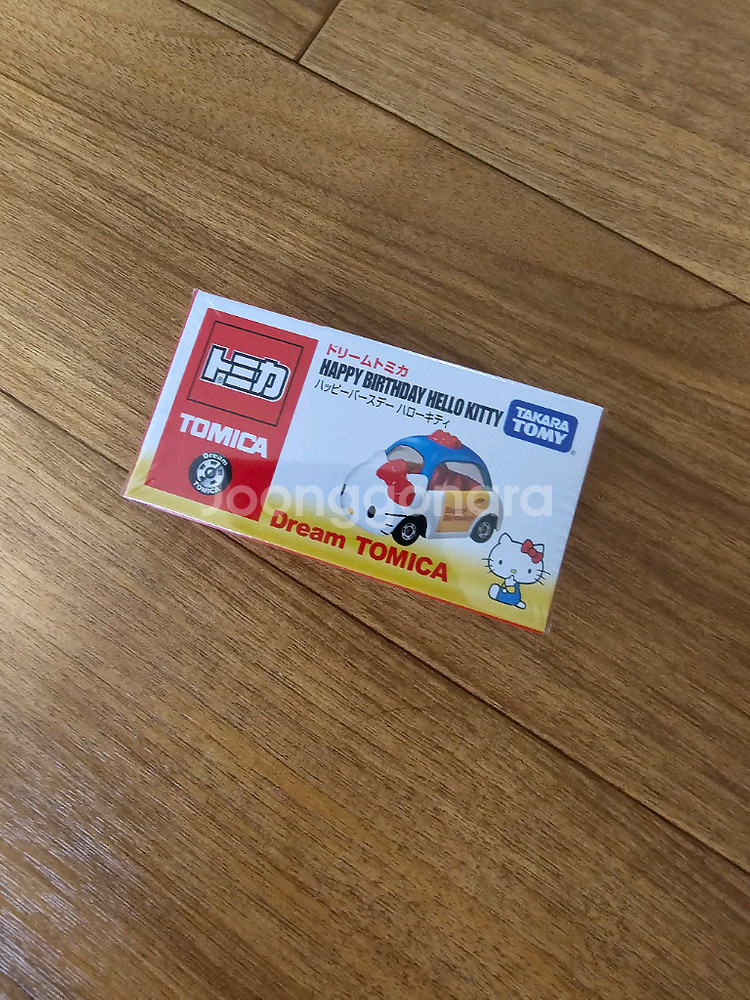 トミカ
TOMICA
Dream
TOMICA
ドリームトミカ
HAPPY BIRTHDAY HELLO KITTY
ハッピーバースデー ハローキティ
TAKARA
TOMY
Dream TOMICA
Joonggonara